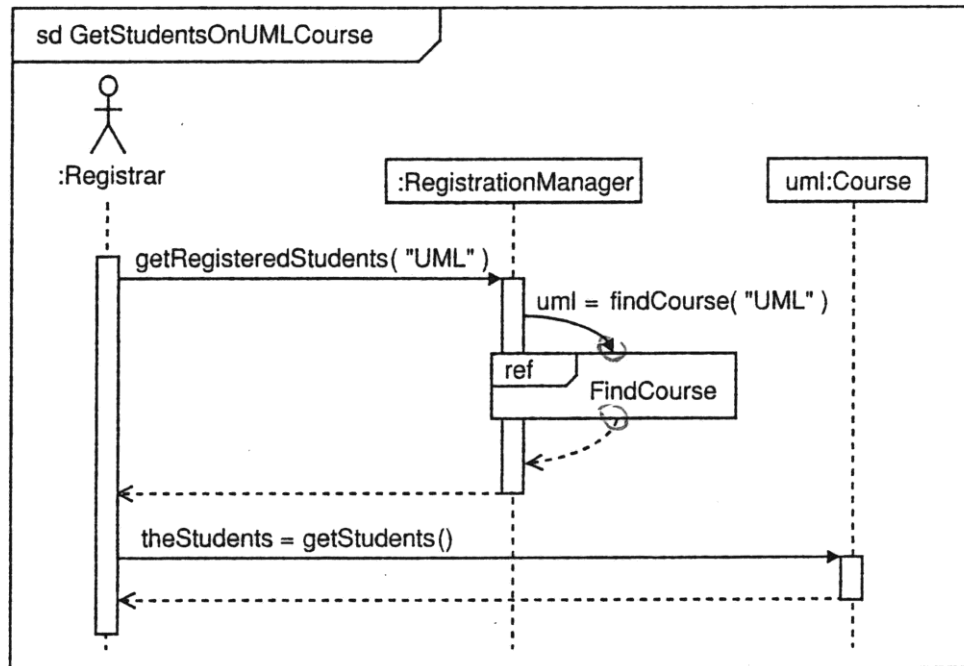 sd GetStudentsOnUMLCourse
:Registrar
:RegistrationManager
uml:Course
getRegisteredStudents( "UML" )
uml = findCourse( "UML" )
ref
FindCourse
theStudents = getStudents()